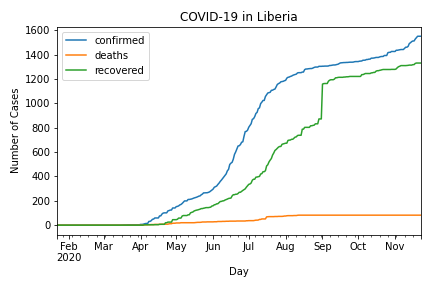 COVID-19 in Liberia
confirmed
deaths
recovered
Number of Cases
1600
1400
1200
1000
800
600
400
200
0
Feb Mar Apr May Jun Jul Aug Sep Oct Nov
2020
Day